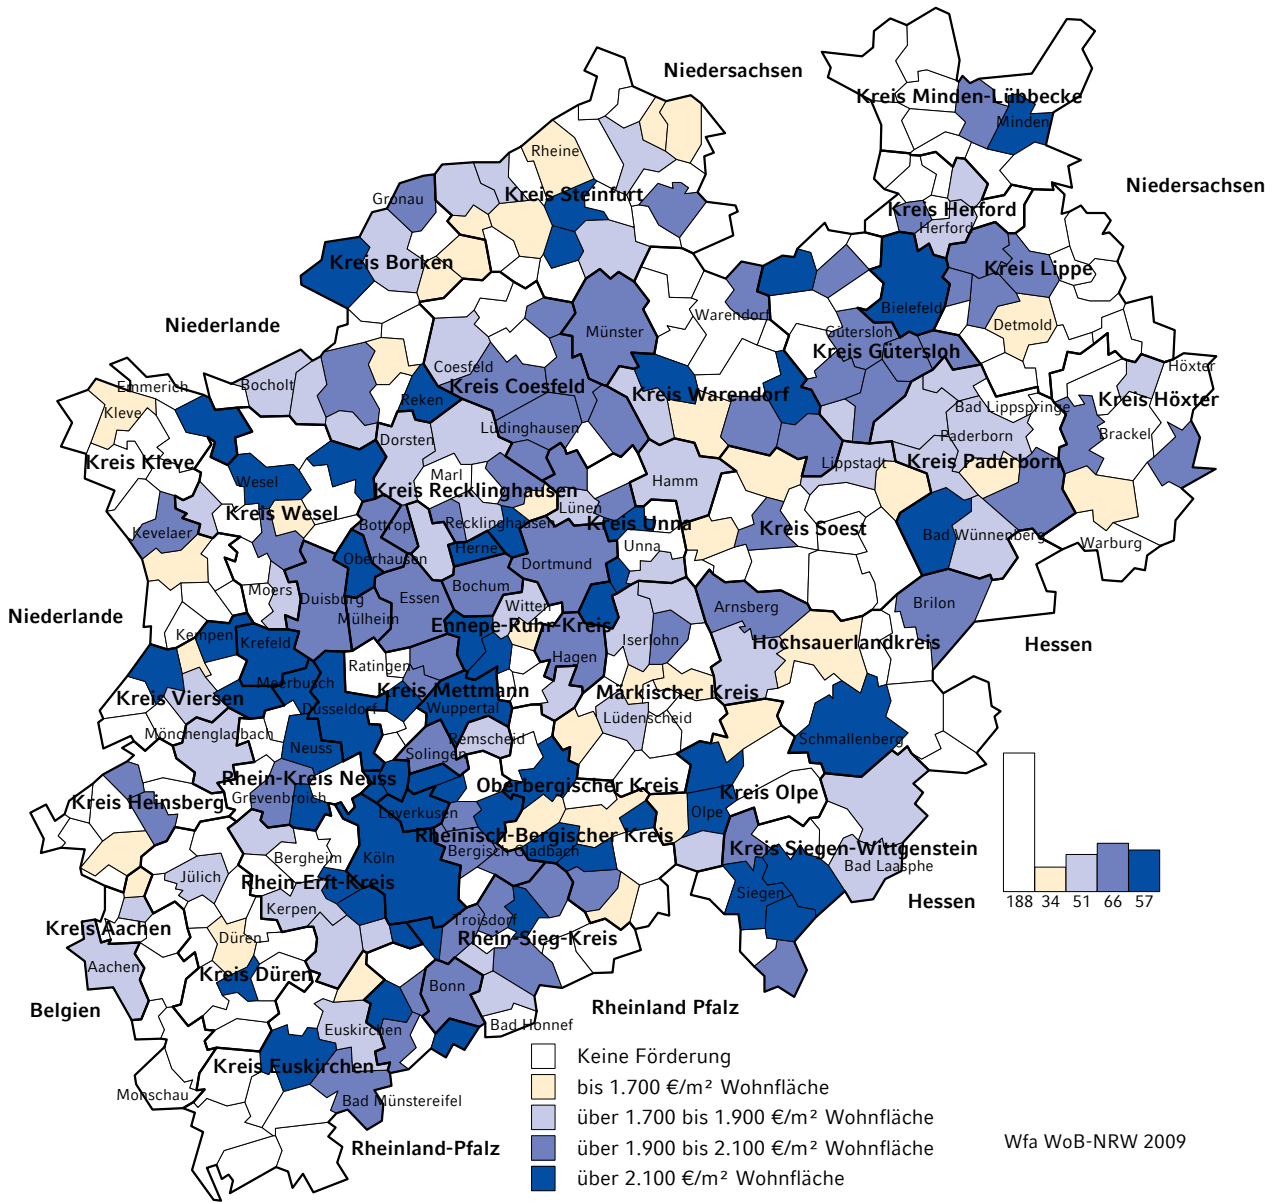 Niedersachsen
Kreis Minden-Lübbecke
Minden
Rheine
Niedersachsen
Kreis Steinfurt
Gronau
Kreis Herford
Herford
Kreis Borken
Kreis Lippe
Bielefeld
Warendorf
Niederlande
Münster
Gütersloh
Detmold
Kreis Gütersloh
Coesfeld
Höxter
Emmerich
Bocholt
Kreis Coesfeld
Kreis Warendorf
Reken
Kreis Höxter
Kleve
Bad Lippspringe
Lüdinghausen
Dorsten
Paderborn
Brackel
Kreis Kleve
Lippstadt
Kreis Paderborn
Marl
Wesel
Hamm
Kreis Recklinghausen
Lünen
Kreis Wesel
Bottrop
Recklinghausen
Kreis Unna
Kreis Soest
Kevelaer
Bad Wünnenberg
Warburg
Unna
Herne
Oberhausen
Dortmund
Moers
Bochum
Duisburg
Essen
Witten
Arnsberg
Brilon
Niederlande
Mülheim
Ennepe-Ruhr-Kreis
Kempen
Krefeld
Iserlohn
Hochsauerlandkreis
Hessen
Hagen
Ratingen
Meerbusch
Kreis Mettmann
Märkischer Kreis
Kreis Viersen
Düsseldorf
Wuppertal
Lüdenscheid
Mönchengladbach
Remscheid
Schmallenberg
Neuss
Solingen
Rhein-Kreis Neuss
Oberbergischer Kreis
Kreis Olpe
Grevenbroich
Kreis Heinsberg
Leverkusen
Olpe
Rheinisch-Bergischer Kreis
Bergisch Gladbach
Kreis Siegen-Wittgenstein
Bergheim
Köln
Bad Laasphe
Jülich
Rhein-Erft-Kreis
Siegen
Hessen
188 34 51 66 57
Kerpen
Troisdorf
Kreis Aachen
Düren
Rhein-Sieg-Kreis
Aachen
Kreis Düren
Bonn
Belgien
Rheinland Pfalz
Euskirchen
Bad Honnef
Kreis Euskirchen
Monschau
Bad Münstereifel
Rheinland-Pfalz
Keine Förderung
bis 1.700 €/m² Wohnfläche
über 1.700 bis 1.900 €/m² Wohnfläche
über 1.900 bis 2.100 €/m² Wohnfläche
über 2.100 €/m² Wohnfläche
Wfa WoB-NRW 2009